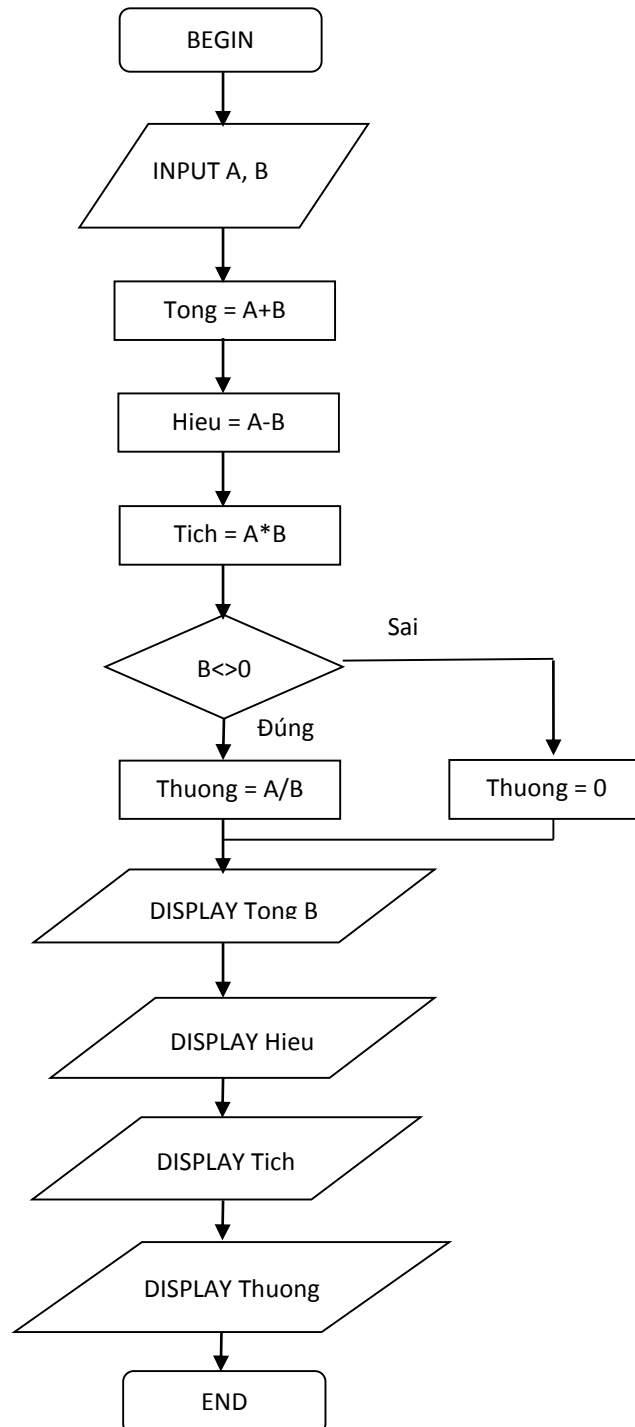 BEGIN
INPUT A, B
Tong = A+B
Hieu = A-B
Tich = A*B
Sai
B<>0
Đúng
Thuong = A/B
Thuong = 0
DISPLAY Tong B
DISPLAY Hieu
DISPLAY Tich
DISPLAY Thuong
END